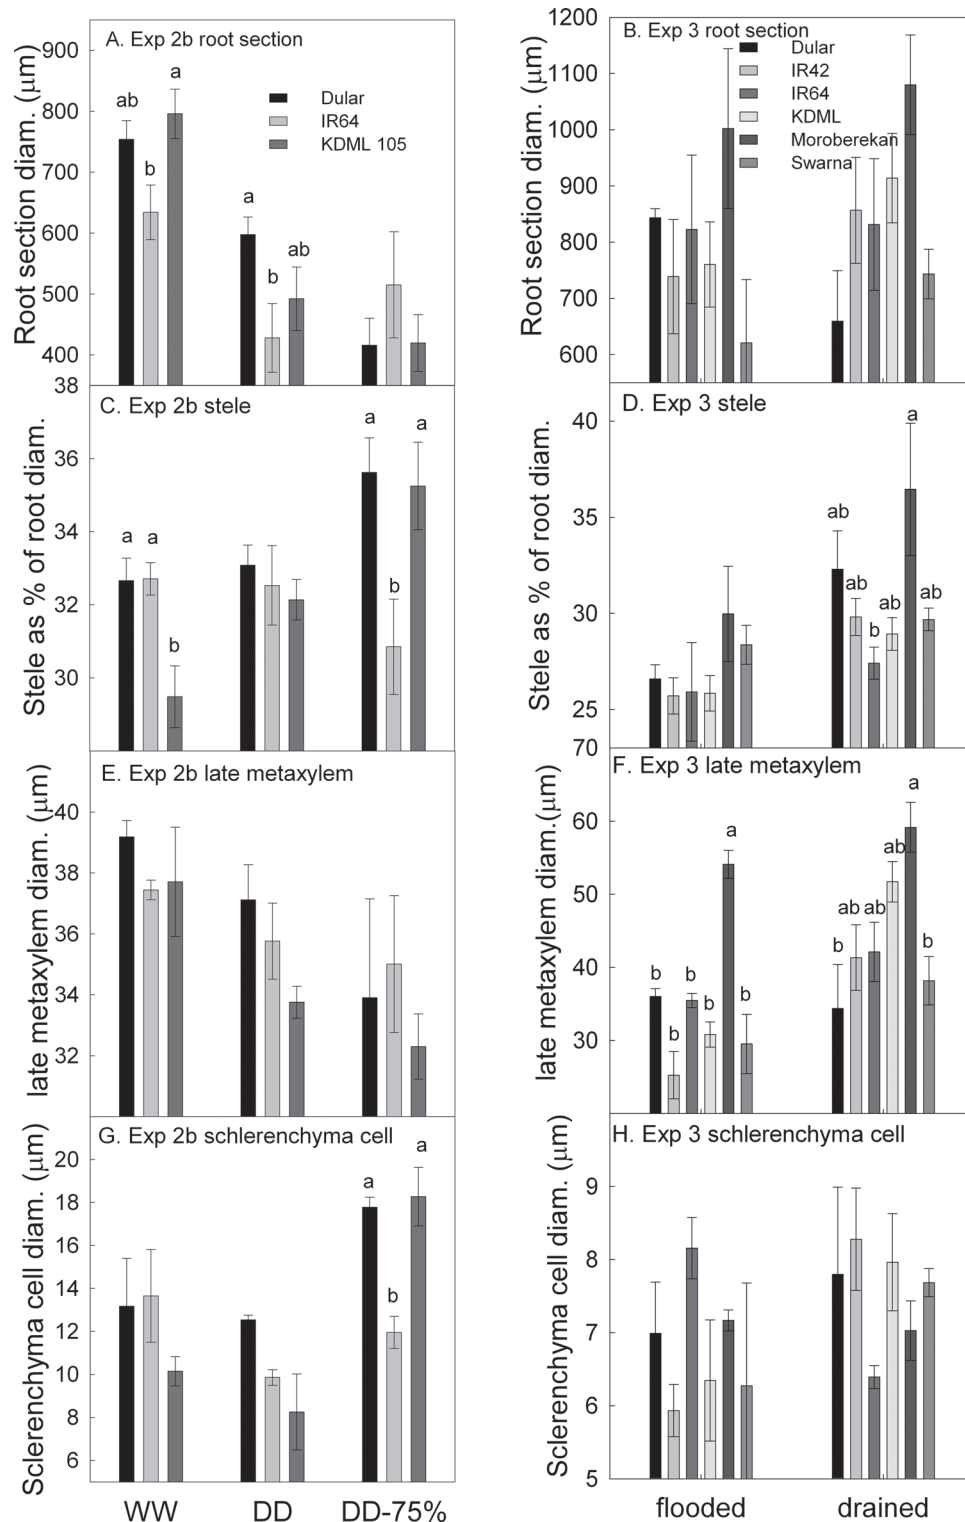 A. Exp 2b root section
Root section diam. (μm)
900
800
700
600
500
400
38
ab
b
a
a
b
ab
Dular
IR64
KDML 105
B. Exp 3 root section
Root section diam. (μm)
1200
1100
1000
900
800
700
600
Dular
IR42
IR64
KDML
Moroberekan
Swarna
C. Exp 2b stele
Stele as % of root diam.
36
34
32
30
a
a
b
a
b
a
D. Exp 3 stele
Stele as % of root diam.
40
35
30
25
70
ab
ab
b
ab
a
ab
E. Exp 2b late metaxylem
late metaxylem diam. (μm)
40
38
36
34
32
F. Exp 3 late metaxylem
late metaxylem diam.(μm)
60
50
40
30
b
b
b
b
a
b
b
ab
ab
ab
a
b
G. Exp 2b schlerenchyma cell
Sclerenchyma cell diam. (μm)
20
18
16
14
12
10
8
6
a
b
a
WW
DD
DD-75%
H. Exp 3 schlerenchyma cell
Sclerenchyma cell diam. (μm)
9
8
7
6
5
flooded
drained